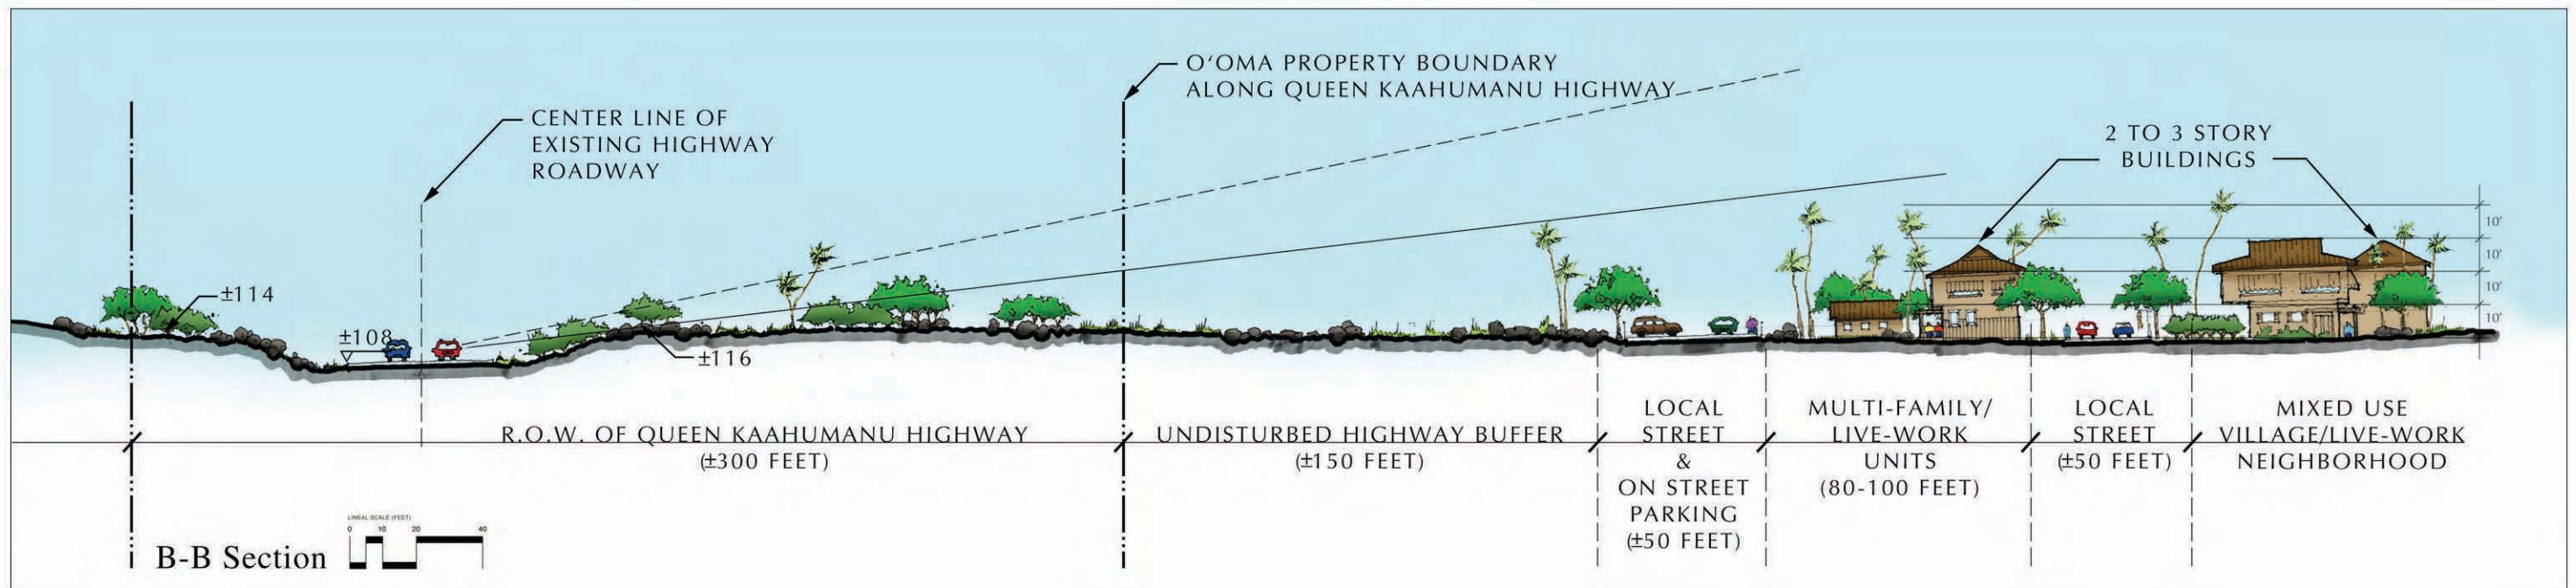 O‘OMA PROPERTY BOUNDARY
ALONG QUEEN KAAHUMANU HIGHWAY
CENTER LINE OF
EXISTING HIGHWAY
ROADWAY
2 TO 3 STORY
BUILDINGS
10'
10'
10'
10'
±114
±108
±116
R.O.W. OF QUEEN KAAHUMANU HIGHWAY
(±300 FEET)
UNDISTURBED HIGHWAY BUFFER
(±150 FEET)
LOCAL
STREET
&
ON STREET
PARKING
(±50 FEET)
MULTI-FAMILY/
LIVE-WORK
UNITS
(80-100 FEET)
LOCAL
STREET
(±50 FEET)
MIXED USE
VILLAGE/LIVE-WORK
NEIGHBORHOOD
B-B Section
LINEAL SCALE (FEET)
0 10 20 40